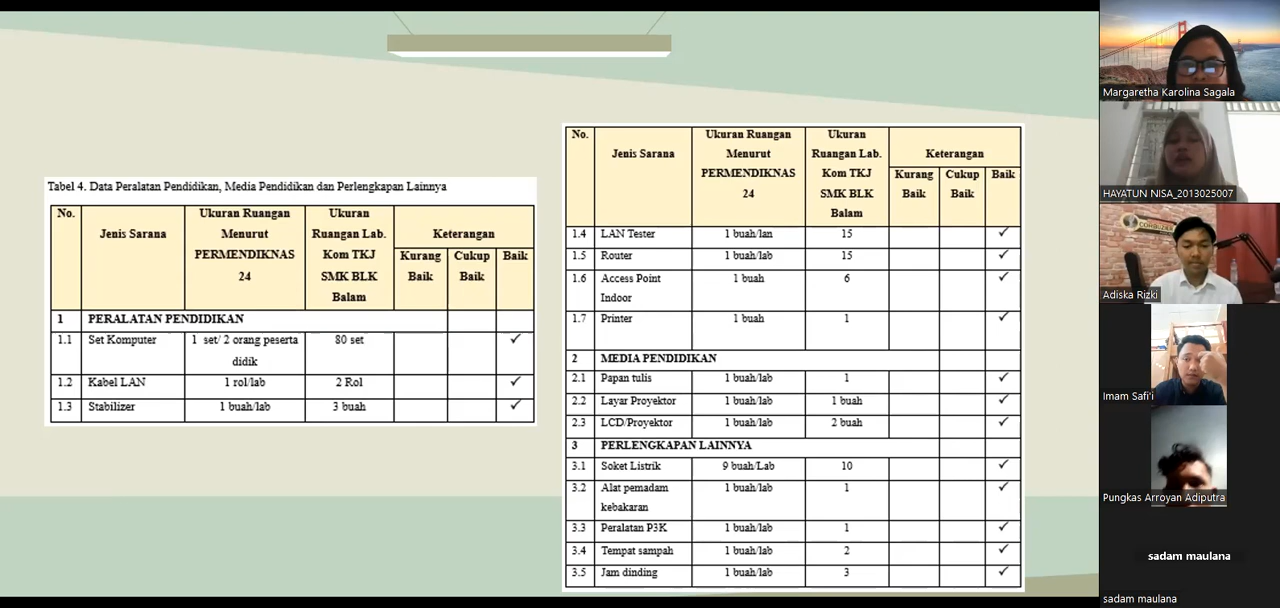 Tabel 4. Data Peralatan Pendidikan, Media Pendidikan dan Perlengkapan Lainnya
No. Jenis Sarana Ukuran Ruangan Menurut PERMENDIKNAS 24 Ukuran Ruangan Lab. Kom TKJ SMK BLK Balam Keterangan
Kurang Baik Cukup Baik Baik
1 PERALATAN PENDIDIKAN
1.1 Set Komputer 1 set/ 2 orang peserta didik 80 set ✓
1.2 Kabel LAN 1 rol/lab 2 Rol ✓
1.3 Stabilizer 1 buah/lab 3 buah ✓
No. Jenis Sarana Ukuran Ruangan Menurut PERMENDIKNAS 24 Ukuran Ruangan Lab. Kom TKJ SMK BLK Balam Keterangan
Kurang Baik Cukup Baik Baik
1.4 LAN Tester 1 buah/lan 15 ✓
1.5 Router 1 buah/lab 15 ✓
1.6 Access Point Indoor 1 buah 6 ✓
1.7 Printer 1 buah 1 ✓
2 MEDIA PENDIDIKAN
2.1 Papan tulis 1 buah/lab 1 ✓
2.2 Layar Proyektor 1 buah/lab 1 buah ✓
2.3 LCD/Proyektor 1 buah/lab 2 buah ✓
3 PERLENGKAPAN LAINNYA
3.1 Soket Listrik 9 buah/Lab 10 ✓
3.2 Alat pemadam kebakaran 1 buah/lab 1 ✓
3.3 Peralatan P3K 1 buah/lab 1 ✓
3.4 Tempat sampah 1 buah/lab 2 ✓
3.5 Jam dinding 1 buah/lab 3 ✓
Margaretha Karolina Sagala
HAYATUN NISA_2013025007
CORBUZIER
Adiska Rizki
Imam Safi'i
Pungkas Arroyan Adiputra
sadam maulana
sadam maulana